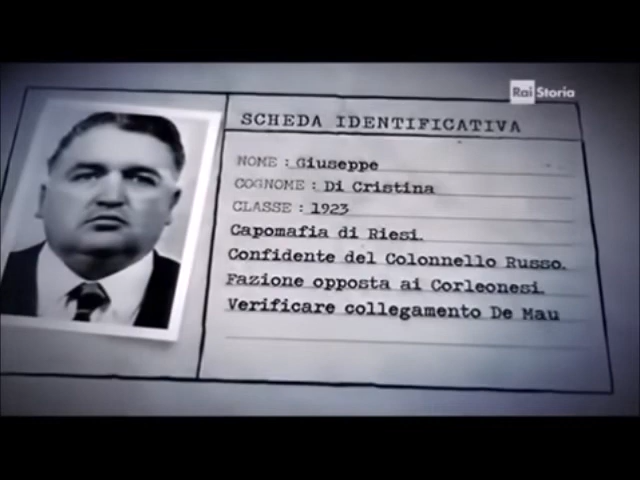 Rai Storia
SCHEDA IDENTIFICATIVA
NOME : Giuseppe
COGNOME : Di Cristina
CLASSE : 1923
Capomafia di Riesi.
Confidente del Colonnello Russo.
Fazione opposta ai Corleonesi.
Verificare collegamento De Mau